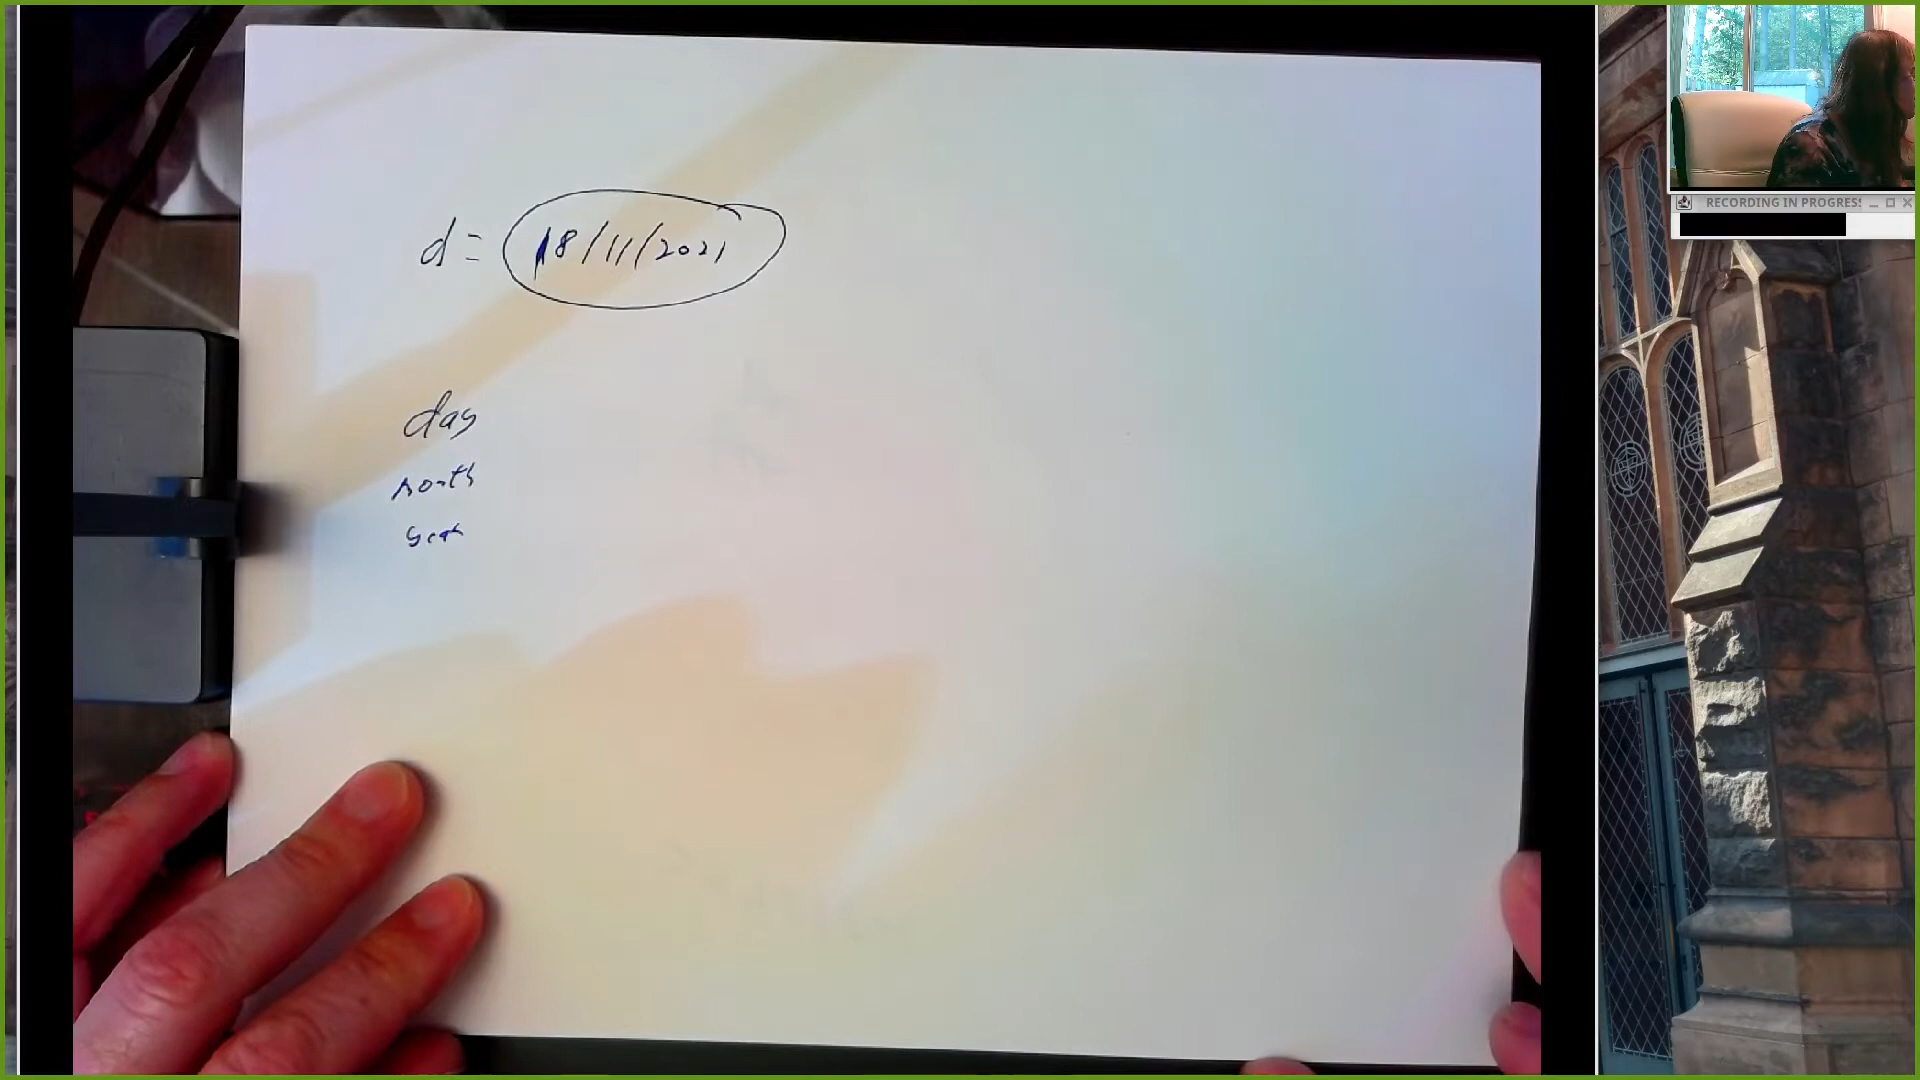 d = 18/11/2021
day
month
year
RECORDING IN PROGRESS